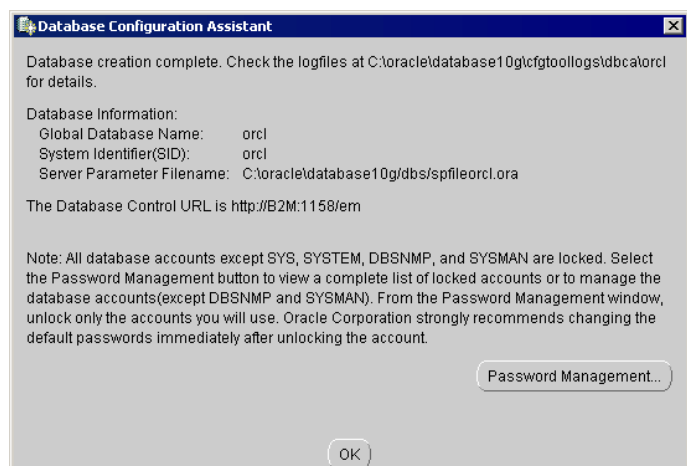 Database Configuration Assistant
Database creation complete. Check the logfiles at C:\oracle\database10g\cfgtoollogs\dbca\orcl
for details.
Database Information:
Global Database Name: orcl
System Identifier(SID): orcl
Server Parameter Filename: C:\oracle\database10g/dbs/spfileorcl.ora
The Database Control URL is http://B2M:1158/em
Note: All database accounts except SYS, SYSTEM, DBSNMP, and SYSMAN are locked. Select
the Password Management button to view a complete list of locked accounts or to manage the
database accounts(except DBSNMP and SYSMAN). From the Password Management window,
unlock only the accounts you will use. Oracle Corporation strongly recommends changing the
default passwords immediately after unlocking the account.
Password Management...
OK